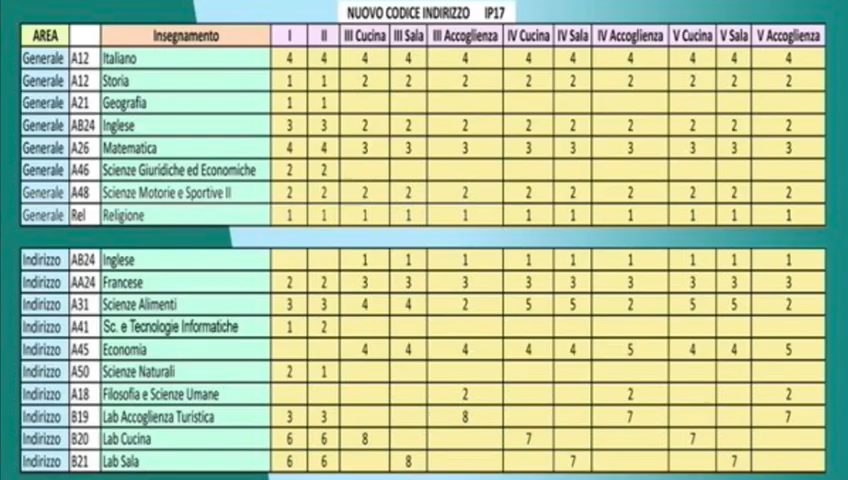 NUOVO CODICE INDIRIZZO IP17
AREA Insegnamento I II III Cucina III Sala III Accoglienza IV Cucina IV Sala IV Accoglienza V Cucina V Sala V Accoglienza
Generale A12 Italiano 4 4 4 4 4 4 4 4 4 4 4
Generale A12 Storia 1 1 2 2 2 2 2 2 2 2 2
Generale A21 Geografia 1 1
Generale AB24 Inglese 3 3 2 2 2 2 2 2 2 2 2
Generale A26 Matematica 4 4 3 3 3 3 3 3 3 3 3
Generale A46 Scienze Giuridiche ed Economiche 2 2
Generale A48 Scienze Motorie e Sportive II 2 2 2 2 2 2 2 2 2 2 2
Generale Rel Religione 1 1 1 1 1 1 1 1 1 1 1
Indirizzo AB24 Inglese 1 1 1 1 1 1 1 1 1
Indirizzo AA24 Francese 2 2 3 3 3 3 3 3 3 3 3
Indirizzo A31 Scienze Alimenti 3 3 4 4 2 5 5 2 5 5 2
Indirizzo A41 Sc. e Tecnologie Informatiche 1 2
Indirizzo A45 Economia 4 4 4 4 4 5 4 4 5
Indirizzo A50 Scienze Naturali 2 1
Indirizzo A18 Filosofia e Scienze Umane 2 2 2
Indirizzo B19 Lab Accoglienza Turistica 3 3 8 7 7
Indirizzo B20 Lab Cucina 6 6 8 7 7
Indirizzo B21 Lab Sala 6 6 8 7 7